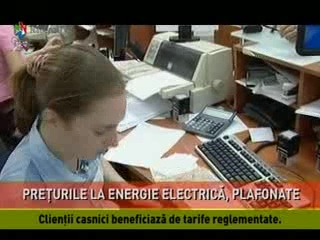 PREȚURILE LA ENERGIE ELECTRICĂ, PLAFONATE
Clienții casnici beneficiază de tarife reglementate.